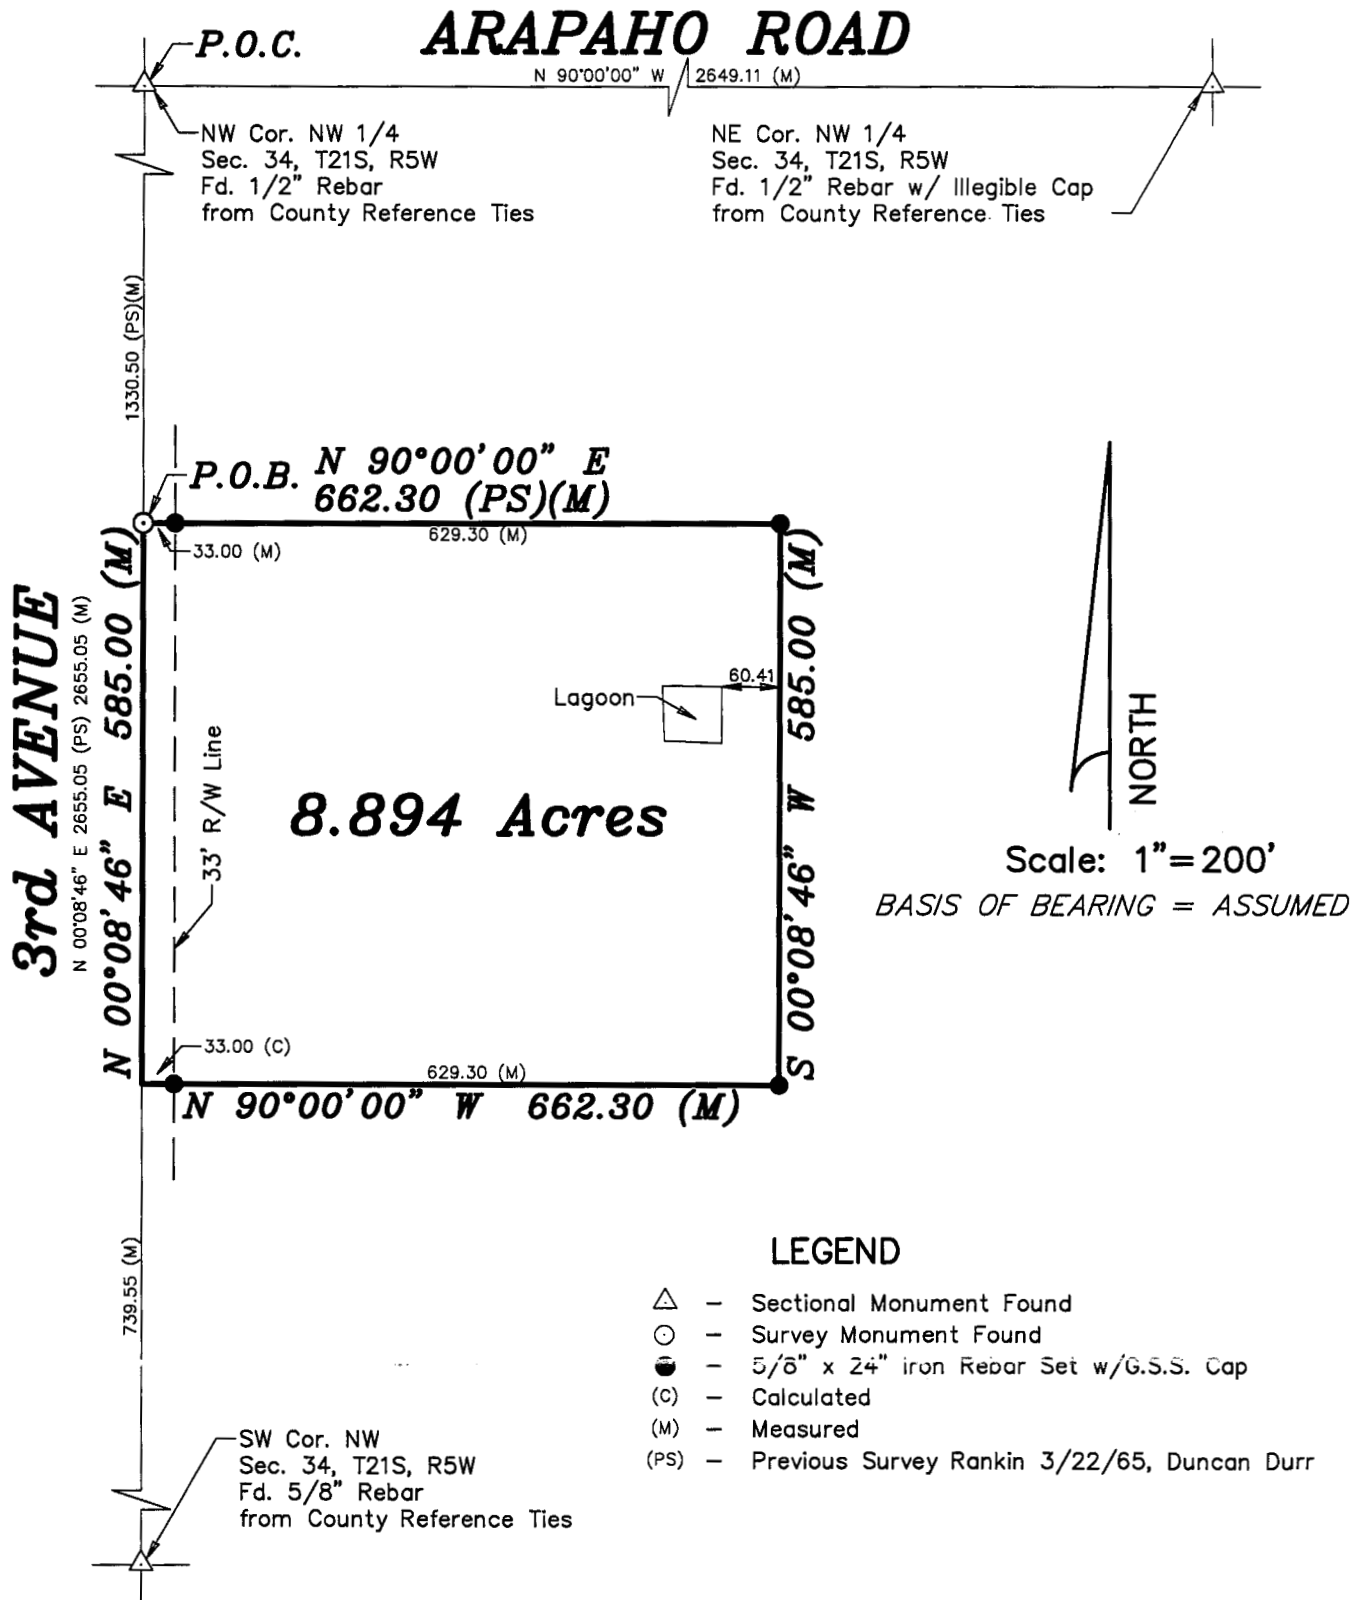 P.O.C.
ARAPAHO ROAD
N 90°00'00" W 2649.11 (M)
NW Cor. NW 1/4
Sec. 34, T21S, R5W
Fd. 1/2" Rebar
from County Reference Ties
NE Cor. NW 1/4
Sec. 34, T21S, R5W
Fd. 1/2" Rebar w/ Illegible Cap
from County Reference Ties
1330.50 (PS)(M)
P.O.B.
N 90°00'00" E
662.30 (PS)(M)
629.30 (M)
33.00 (M)
3rd AVENUE
N 00°08'46" E 2655.05 (PS) 2655.05 (M)
N 00°08'46" E 585.00 (M)
33' R/W Line
Lagoon
60.41
8.894 Acres
S 00°08'46" W 585.00 (M)
NORTH
Scale: 1"=200'
BASIS OF BEARING = ASSUMED
33.00 (C)
629.30 (M)
N 90°00'00" W 662.30 (M)
739.55 (M)
LEGEND
– Sectional Monument Found
– Survey Monument Found
– 5/8" x 24" Iron Rebar Set w/G.S.S. Cap
(C) – Calculated
(M) – Measured
(PS) – Previous Survey Rankin 3/22/65, Duncan Durr
SW Cor. NW
Sec. 34, T21S, R5W
Fd. 5/8" Rebar
from County Reference Ties